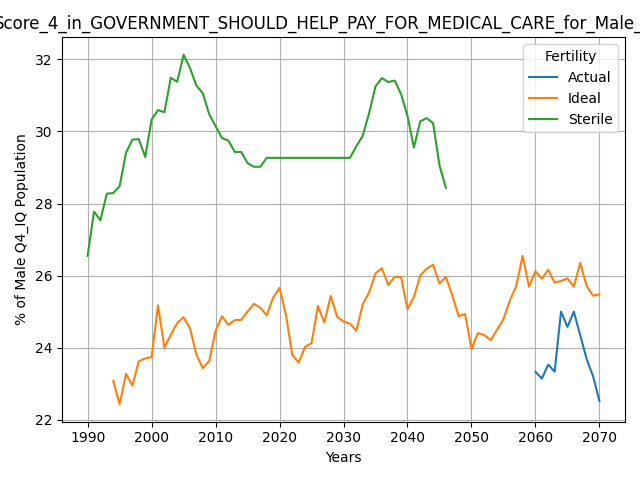 Score_4_in_GOVERNMENT_SHOULD_HELP_PAY_FOR_MEDICAL_CARE_for_Male_
Fertility
Actual
Ideal
Sterile
% of Male Q4_IQ Population
32
30
28
26
24
22
1990 2000 2010 2020 2030 2040 2050 2060 2070
Years